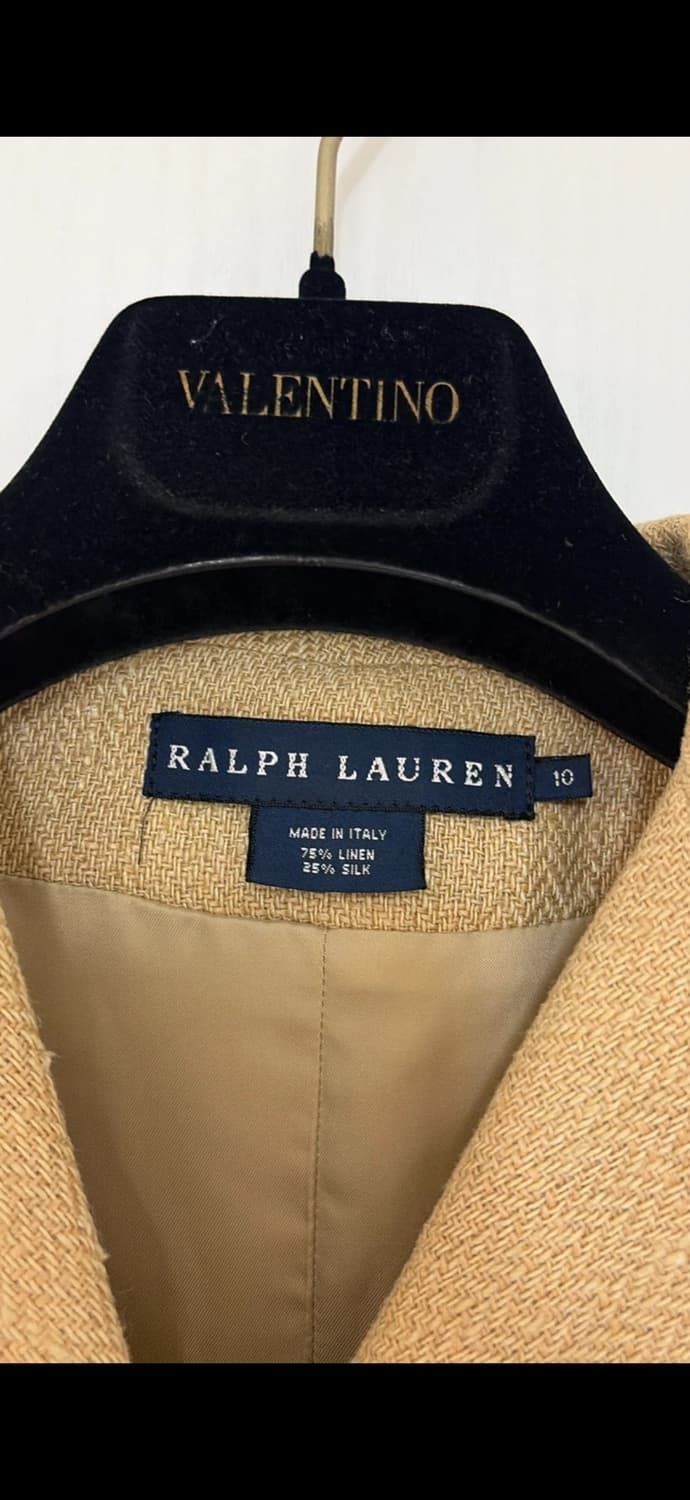 VALENTINO
RALPH LAUREN
10
MADE IN ITALY
75% LINEN
25% SILK